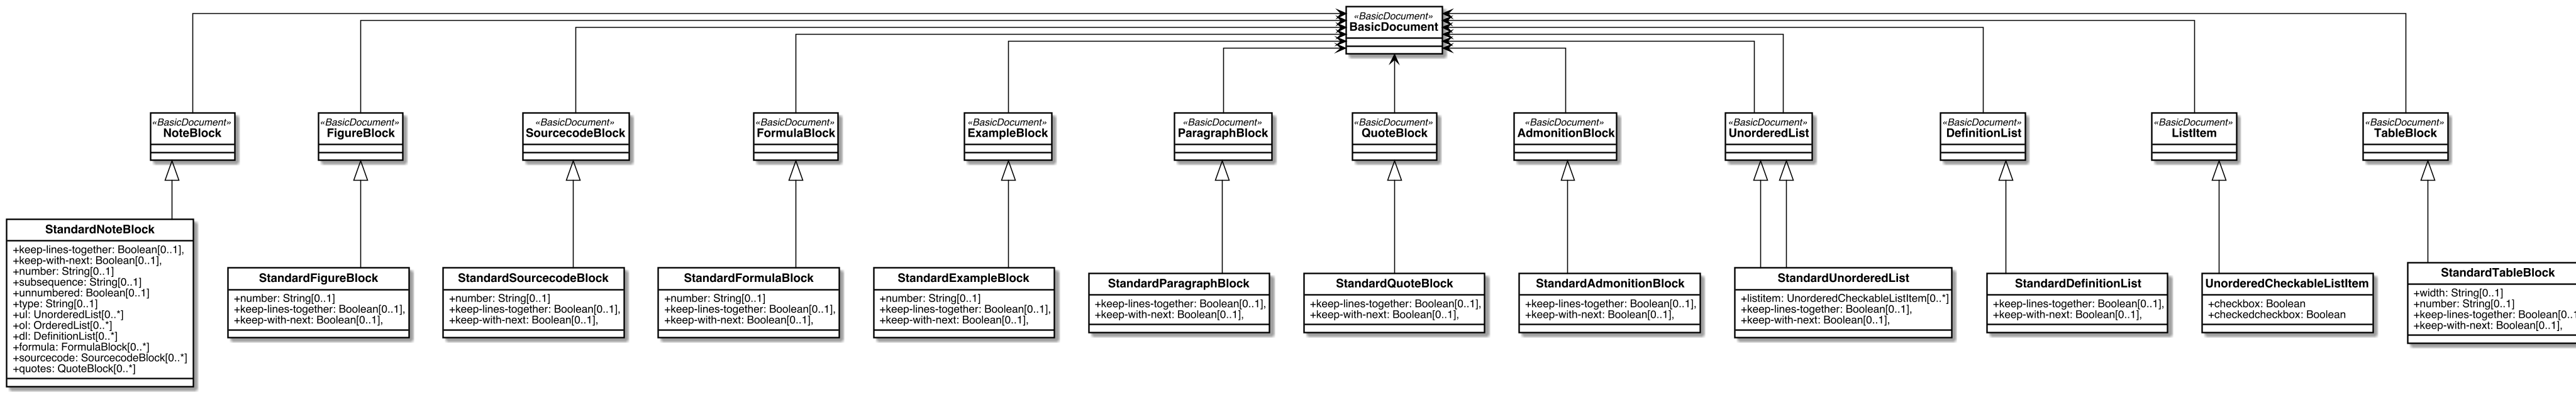 «BasicDocument»
BasicDocument
«BasicDocument»
NoteBlock
«BasicDocument»
FigureBlock
«BasicDocument»
SourcecodeBlock
«BasicDocument»
FormulaBlock
«BasicDocument»
ExampleBlock
«BasicDocument»
ParagraphBlock
«BasicDocument»
QuoteBlock
«BasicDocument»
AdmonitionBlock
«BasicDocument»
UnorderedList
«BasicDocument»
DefinitionList
«BasicDocument»
ListItem
«BasicDocument»
TableBlock
StandardNoteBlock
+keep-lines-together: Boolean[0..1],
+keep-with-next: Boolean[0..1],
+number: String[0..1]
+subsequence: String[0..1]
+unnumbered: Boolean[0..1]
+type: String[0..1]
+ul: UnorderedList[0..*]
+ol: OrderedList[0..*]
+dl: DefinitionList[0..*]
+formula: FormulaBlock[0..*]
+sourcecode: SourcecodeBlock[0..*]
+quotes: QuoteBlock[0..*]
StandardFigureBlock
+number: String[0..1]
+keep-lines-together: Boolean[0..1],
+keep-with-next: Boolean[0..1],
StandardSourcecodeBlock
+number: String[0..1]
+keep-lines-together: Boolean[0..1],
+keep-with-next: Boolean[0..1],
StandardFormulaBlock
+number: String[0..1]
+keep-lines-together: Boolean[0..1],
+keep-with-next: Boolean[0..1],
StandardExampleBlock
+number: String[0..1]
+keep-lines-together: Boolean[0..1],
+keep-with-next: Boolean[0..1],
StandardParagraphBlock
+keep-lines-together: Boolean[0..1],
+keep-with-next: Boolean[0..1],
StandardQuoteBlock
+keep-lines-together: Boolean[0..1],
+keep-with-next: Boolean[0..1],
StandardAdmonitionBlock
+keep-lines-together: Boolean[0..1],
+keep-with-next: Boolean[0..1],
StandardUnorderedList
+listitem: UnorderedCheckableListItem[0..*]
+keep-lines-together: Boolean[0..1],
+keep-with-next: Boolean[0..1],
StandardDefinitionList
+keep-lines-together: Boolean[0..1],
+keep-with-next: Boolean[0..1],
UnorderedCheckableListItem
+checkbox: Boolean
+checkedcheckbox: Boolean
StandardTableBlock
+width: String[0..1]
+number: String[0..1]
+keep-lines-together: Boolean[0..
+keep-with-next: Boolean[0..1],